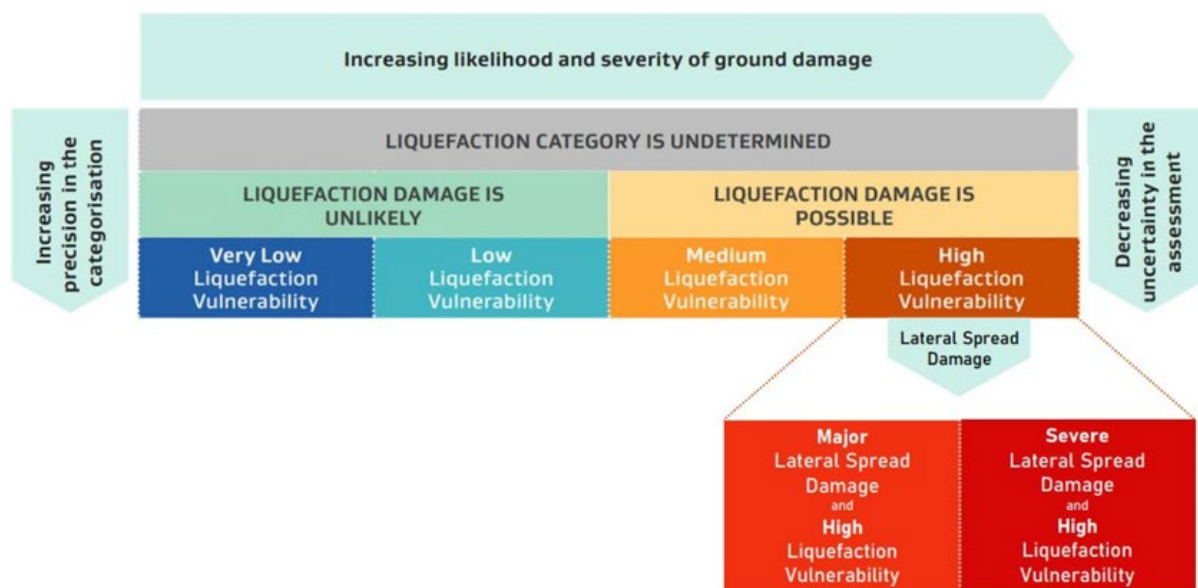 Increasing likelihood and severity of ground damage
Increasing
precision in the
categorisation
LIQUEFACTION CATEGORY IS UNDETERMINED
Decreasing
uncertainty in the
assessment
LIQUEFACTION DAMAGE IS
UNLIKELY
LIQUEFACTION DAMAGE IS
POSSIBLE
Very Low
Liquefaction
Vulnerability
Low
Liquefaction
Vulnerability
Medium
Liquefaction
Vulnerability
High
Liquefaction
Vulnerability
Lateral Spread
Damage
Major
Lateral Spread
Damage
and
High
Liquefaction
Vulnerability
Severe
Lateral Spread
Damage
and
High
Liquefaction
Vulnerability